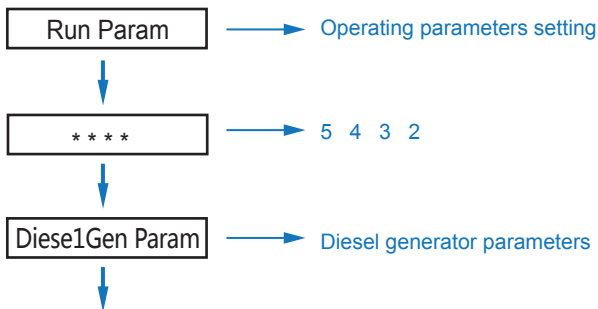 Run Param
Operating parameters setting
* * * *
5 4 3 2
Diese1Gen Param
Diesel generator parameters